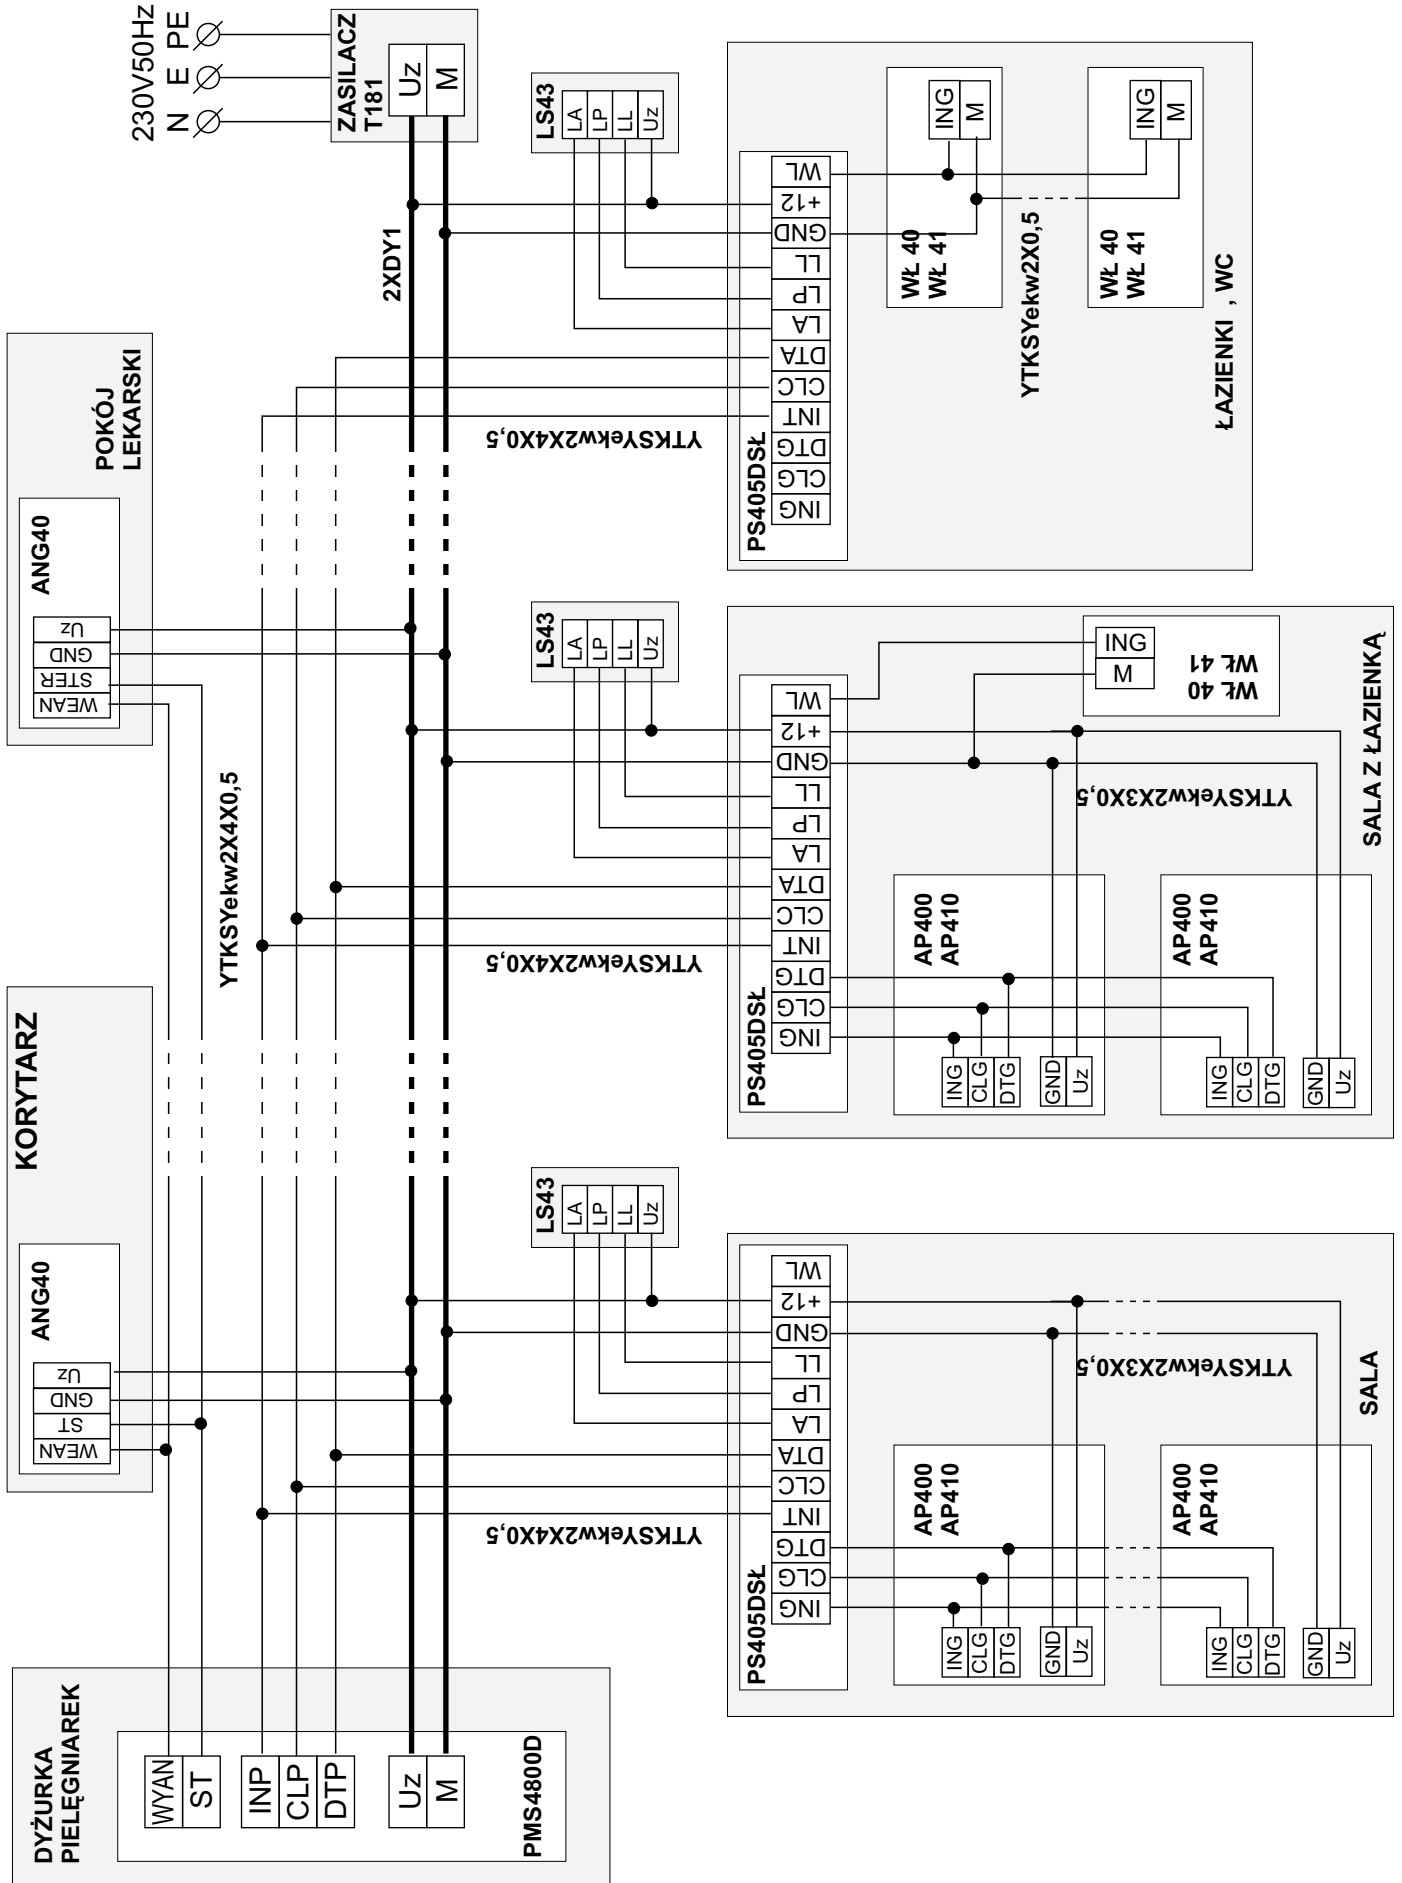 230V50Hz
N E PE
ZASILACZ
T181
Uz
M
2XDY1
POKÓJ
LEKARSKI
ANG40
Uz
GND
STER
WEAN
YTKSYekw2X4X0,5
KORYTARZ
ANG40
Uz
GND
ST
WEAN
DYŻURKA
PIELĘGNIAREK
WYAN
ST
INP
CLP
DTP
Uz
M
PMS4800D
LS43
LA
LP
LL
Uz
PS405DSŁ
WL
+12
GND
LL
LP
LA
DTA
CLC
INT
DTG
CLG
ING
YTKSYekw2X4X0,5
ING
M
WŁ 40
WŁ 41
ING
M
WŁ 40
WŁ 41
YTKSYekw2X0,5
ŁAZIENKI , WC
LS43
LA
LP
LL
Uz
PS405DSŁ
WL
+12
GND
LL
LP
LA
DTA
CLC
INT
DTG
CLG
ING
YTKSYekw2X4X0,5
ING
M
WŁ 40
WŁ 41
YTKSYekw2X3X0,5
AP400
AP410
ING
CLG
DTG
GND
Uz
AP400
AP410
ING
CLG
DTG
GND
Uz
SALA Z ŁAZIENKĄ
LS43
LA
LP
LL
Uz
PS405DSŁ
WL
+12
GND
LL
LP
LA
DTA
CLC
INT
DTG
CLG
ING
YTKSYekw2X4X0,5
YTKSYekw2X3X0,5
AP400
AP410
ING
CLG
DTG
GND
Uz
AP400
AP410
ING
CLG
DTG
GND
Uz
SALA